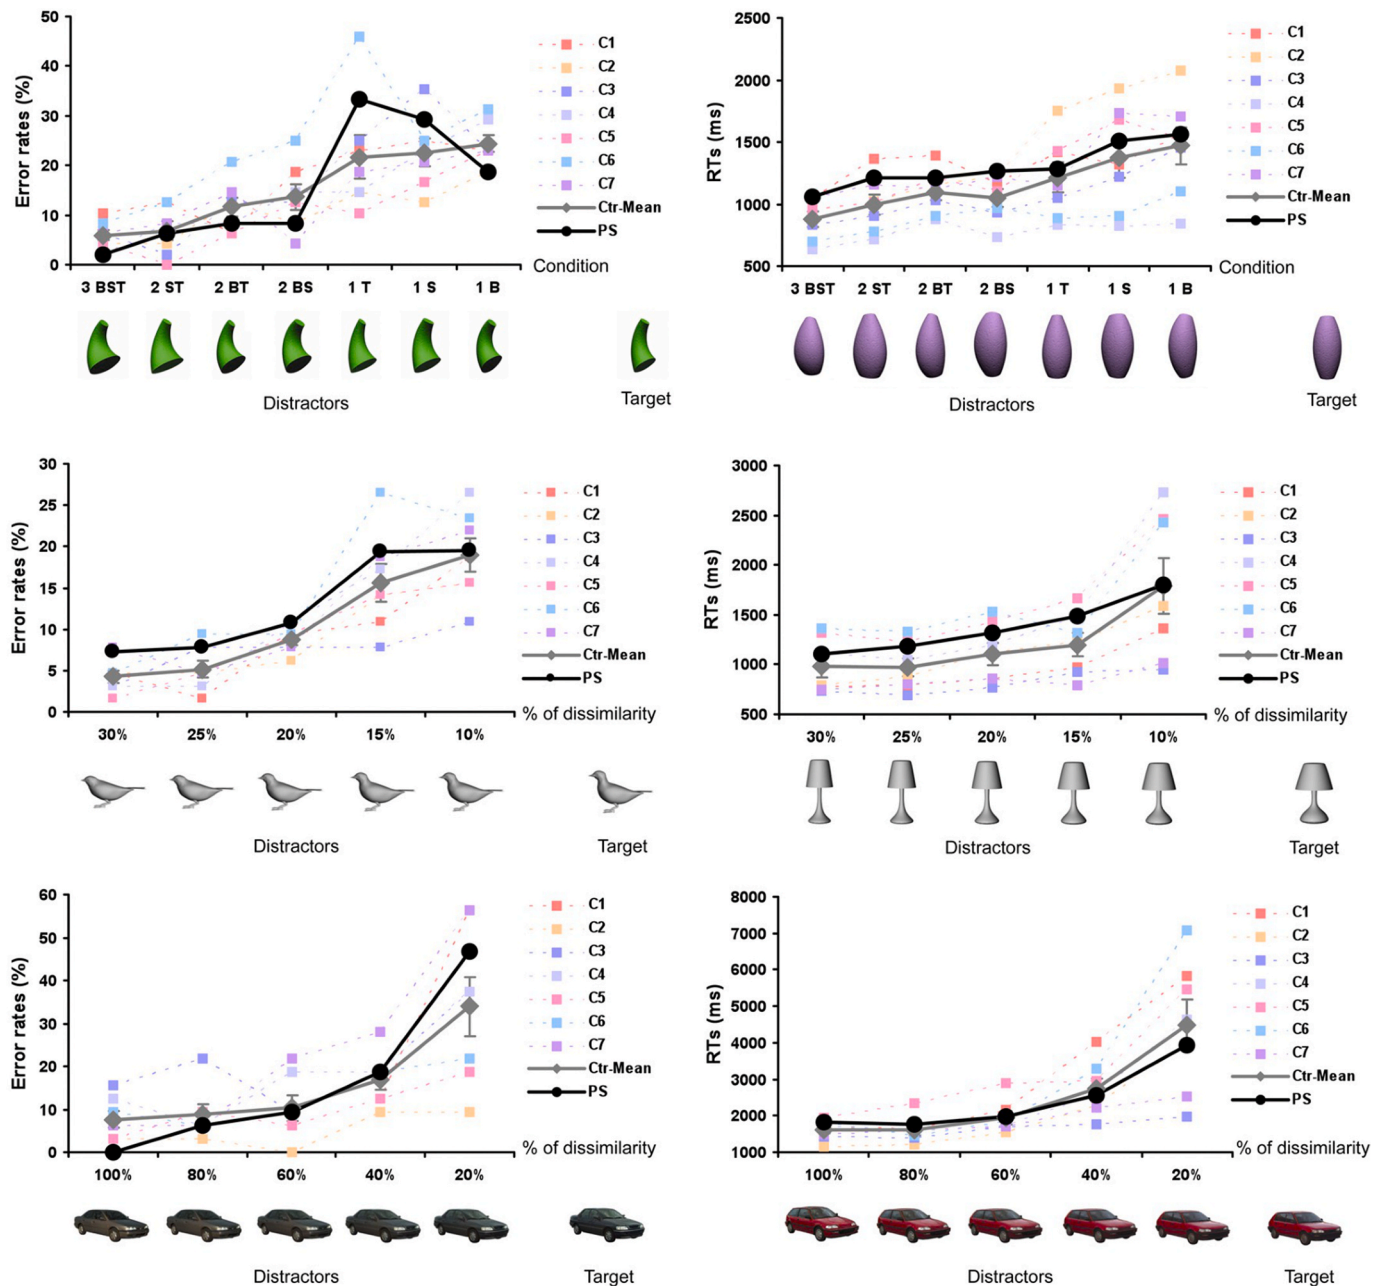 50
40
30
20
10
0
Error rates (%)
3 BST 2 ST 2 BT 2 BS 1 T 1 S 1 B
Condition
C1
C2
C3
C4
C5
C6
C7
Ctr-Mean
PS
Distractors
Target
2500
2000
1500
1000
500
RTs (ms)
3 BST 2 ST 2 BT 2 BS 1 T 1 S 1 B
Condition
C1
C2
C3
C4
C5
C6
C7
Ctr-Mean
PS
Distractors
Target
30
25
20
15
10
5
0
Error rates (%)
30% 25% 20% 15% 10%
% of dissimilarity
C1
C2
C3
C4
C5
C6
C7
Ctr-Mean
PS
Distractors
Target
3000
2500
2000
1500
1000
500
RTs (ms)
30% 25% 20% 15% 10%
% of dissimilarity
C1
C2
C3
C4
C5
C6
C7
Ctr-Mean
PS
Distractors
Target
60
50
40
30
20
10
0
Error rates (%)
100% 80% 60% 40% 20%
% of dissimilarity
C1
C2
C3
C4
C5
C6
C7
Ctr-Mean
PS
Distractors
Target
8000
7000
6000
5000
4000
3000
2000
1000
RTs (ms)
100% 80% 60% 40% 20%
% of dissimilarity
C1
C2
C3
C4
C5
C6
C7
Ctr-Mean
PS
Distractors
Target